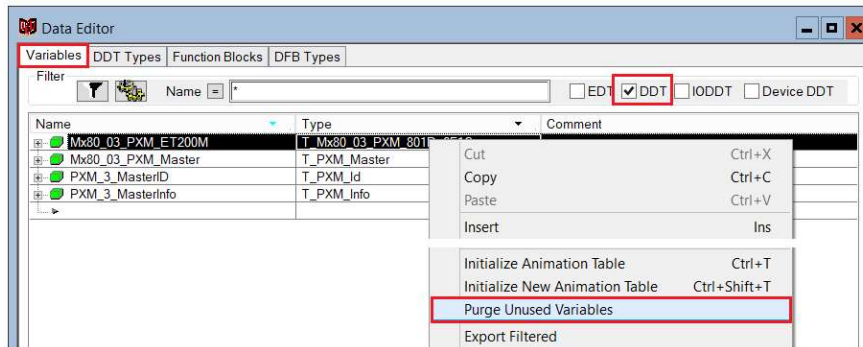 Data Editor
Variables DDT Types Function Blocks DFB Types
Filter
Name = * EDT DDT IODDT Device DDT
Name Type Comment
Mx80_03_PXM_ET200M
Mx80_03_PXM_Master T_PXM_Master
PXM_3_MasterID T_PXM_Id
PXM_3_MasterInfo T_PXM_Info
Cut Ctrl+X
Copy Ctrl+C
Paste Ctrl+V
Insert Ins
Initialize Animation Table Ctrl+T
Initialize New Animation Table Ctrl+Shift+T
Purge Unused Variables
Export Filtered